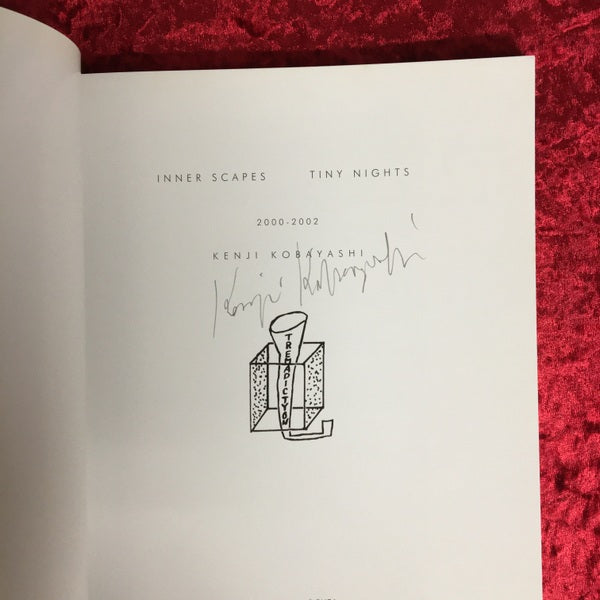 INNER SCAPES TINY NIGHTS
2000-2002
KENJI KOBAYASHI
Kenji Kobayashi
TREMADICTYON